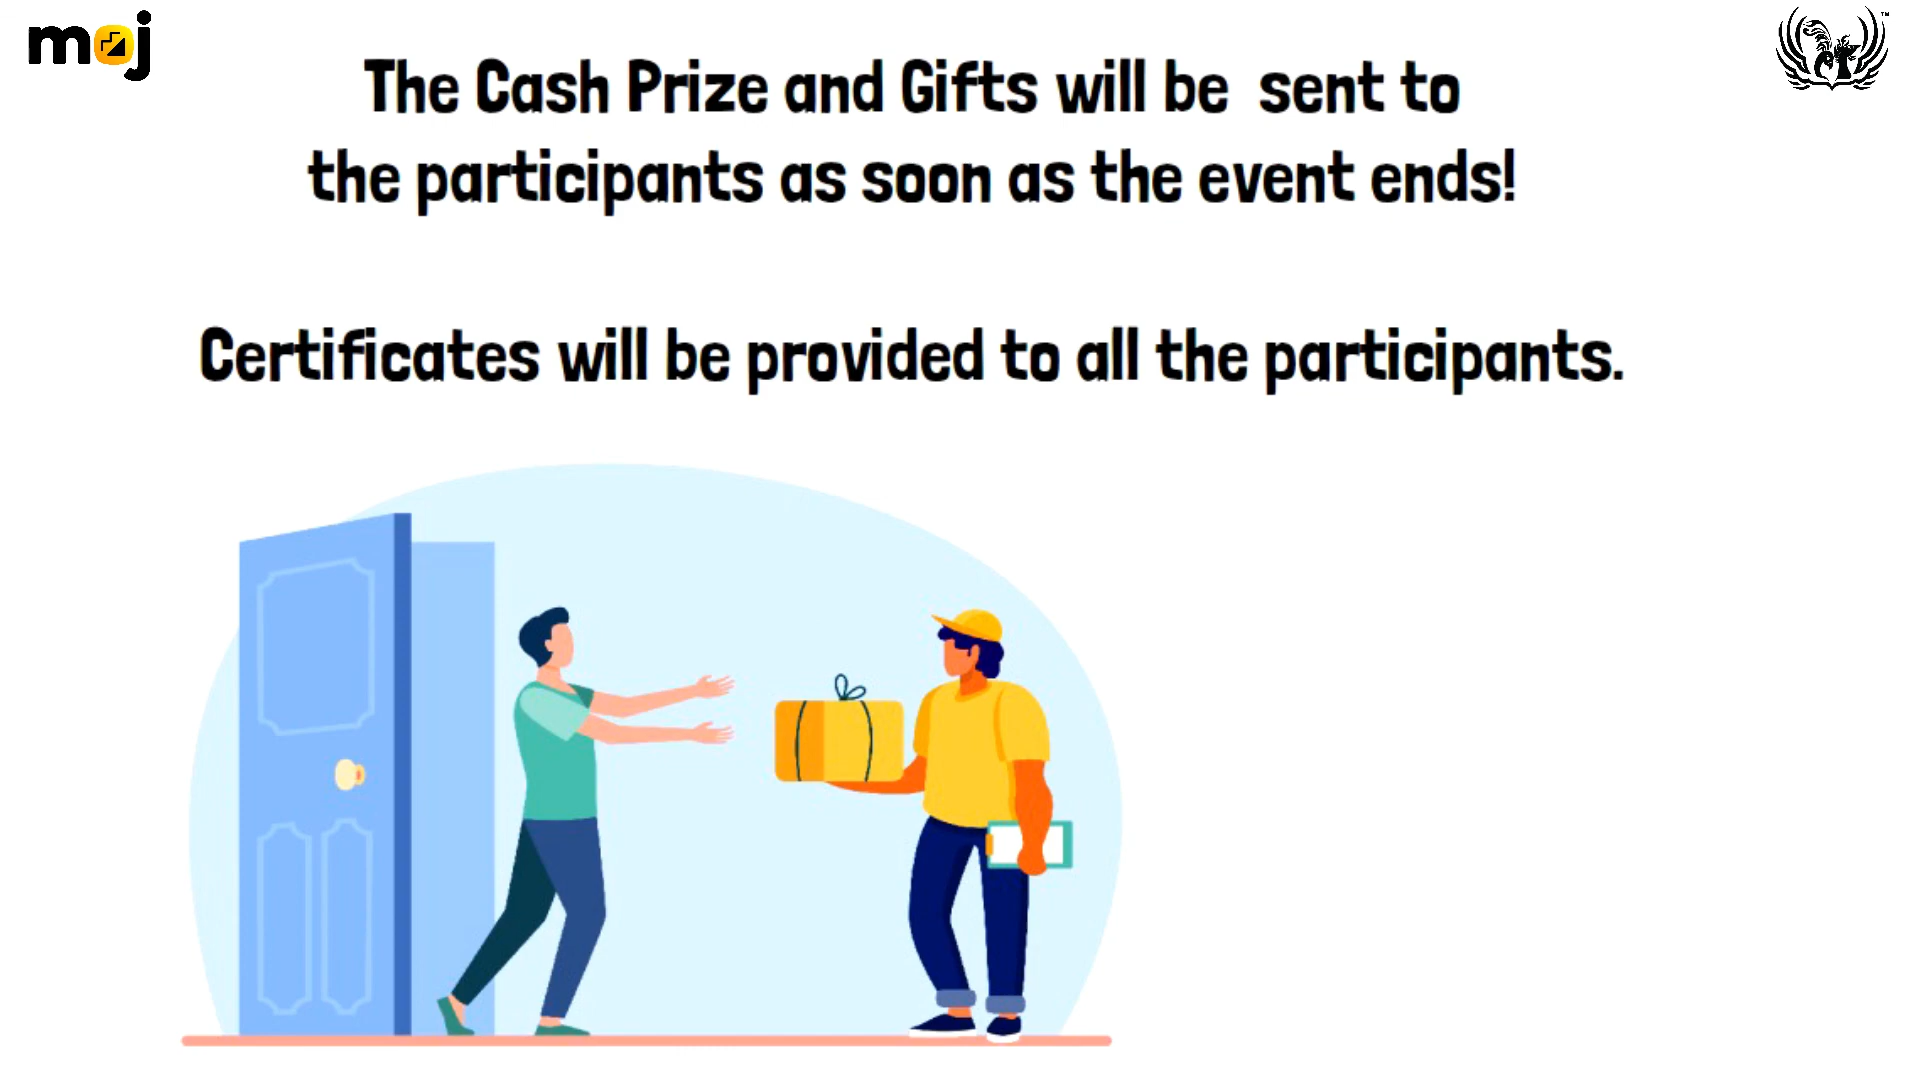 moj
™
The Cash Prize and Gifts will be sent to
the participants as soon as the event ends!
Certificates will be provided to all the participants.